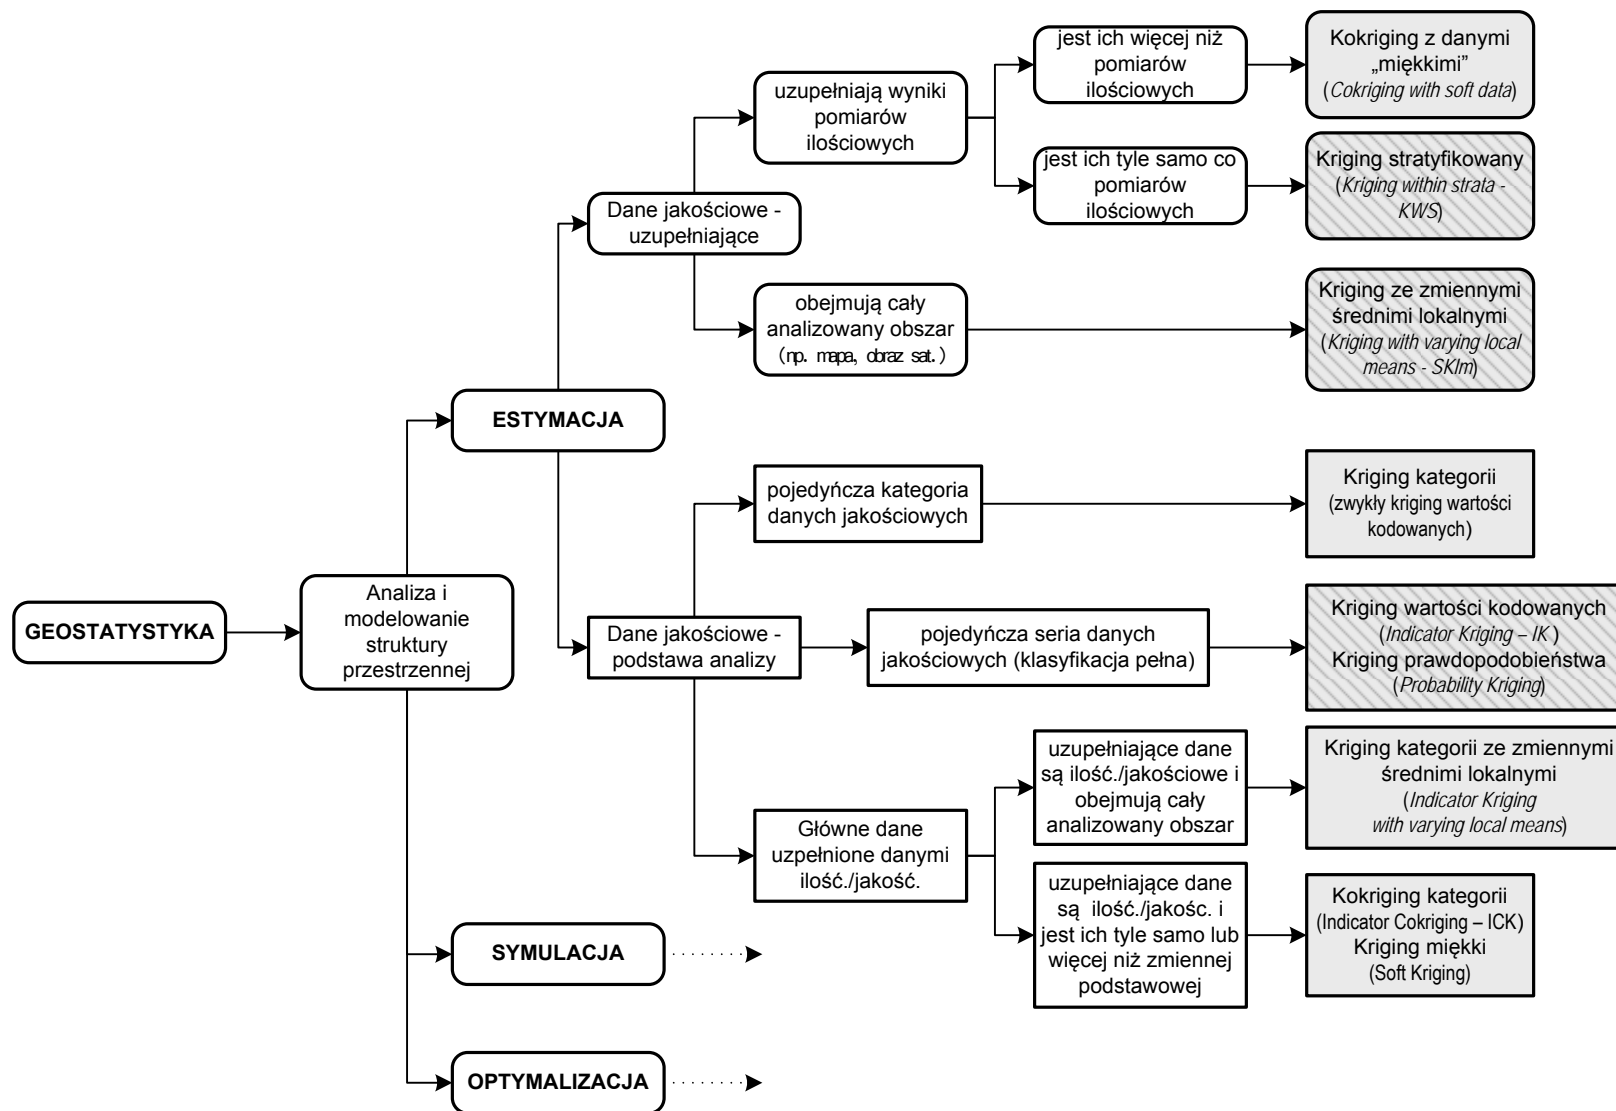 GEOSTATYSTYKA
Analiza i
modelowanie
struktury
przestrzennej
ESTYMACJA
Dane jakościowe -
uzupełniające
uzupełniają wyniki
pomiarów
ilościowych
jest ich więcej niż
pomiarów
ilościowych
Kokriging z danymi
„miękkimi”
(Cokriging with soft data)
jest ich tyle samo co
pomiarów
ilościowych
Kriging stratyfikowany
(Kriging within strata -
KWS)
obejmują cały
analizowany obszar
(np. mapa, obraz sat.)
Kriging ze zmiennymi
średnimi lokalnymi
(Kriging with varying local
means - SKlm)
Dane jakościowe -
podstawa analizy
pojedyńcza kategoria
danych jakościowych
Kriging kategorii
(zwykły kriging wartości
kodowanych)
pojedyńcza seria danych
jakościowych (klasyfikacja pełna)
Kriging wartości kodowanych
(Indicator Kriging – IK )
Kriging prawdopodobieństwa
(Probability Kriging)
Główne dane
uzpełnione danymi
ilość./jakość.
uzupełniające dane
są ilość./jakościowe i
obejmują cały
analizowany obszar
Kriging kategorii ze zmiennymi
średnimi lokalnymi
(Indicator Kriging
with varying local means)
uzupełniające dane
są ilość./jakośc. i
jest ich tyle samo lub
więcej niż zmiennej
podstawowej
Kokriging kategorii
(Indicator Cokriging – ICK)
Kriging miękki
(Soft Kriging)
SYMULACJA
OPTYMALIZACJA